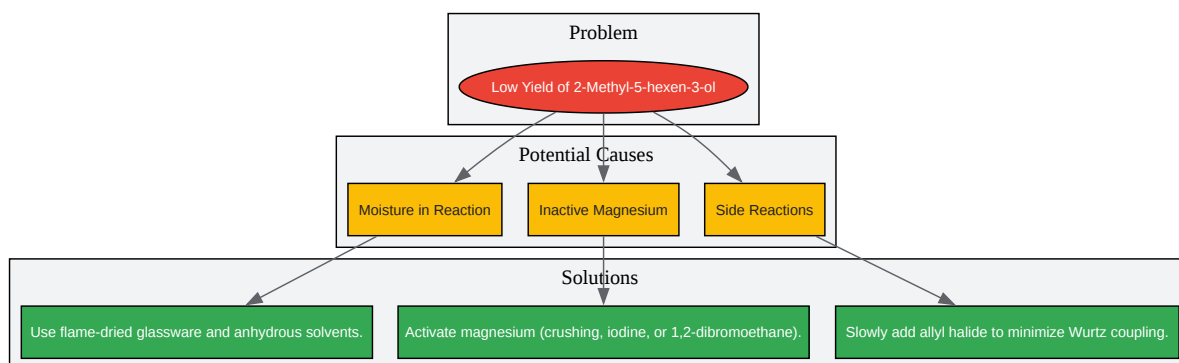 Problem
Low Yield of 2-Methyl-5-hexen-3-ol
Potential Causes
Moisture in Reaction
Inactive Magnesium
Side Reactions
Solutions
Use flame-dried glassware and anhydrous solvents.
Activate magnesium (crushing, iodine, or 1,2-dibromoethane).
Slowly add allyl halide to minimize Wurtz coupling.